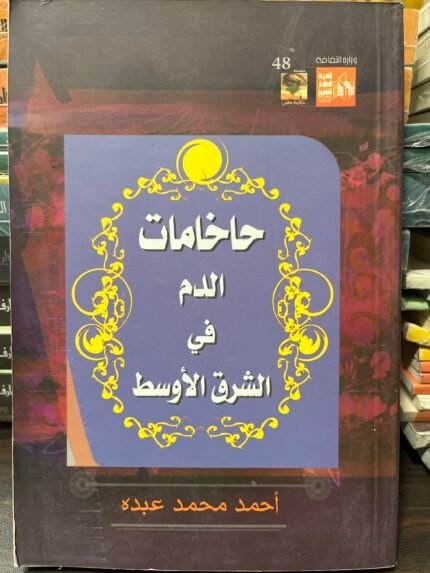 وزارة الثقافة
48
حاخامات
الدم
في
الشرق الأوسط
أحمد محمد عبده